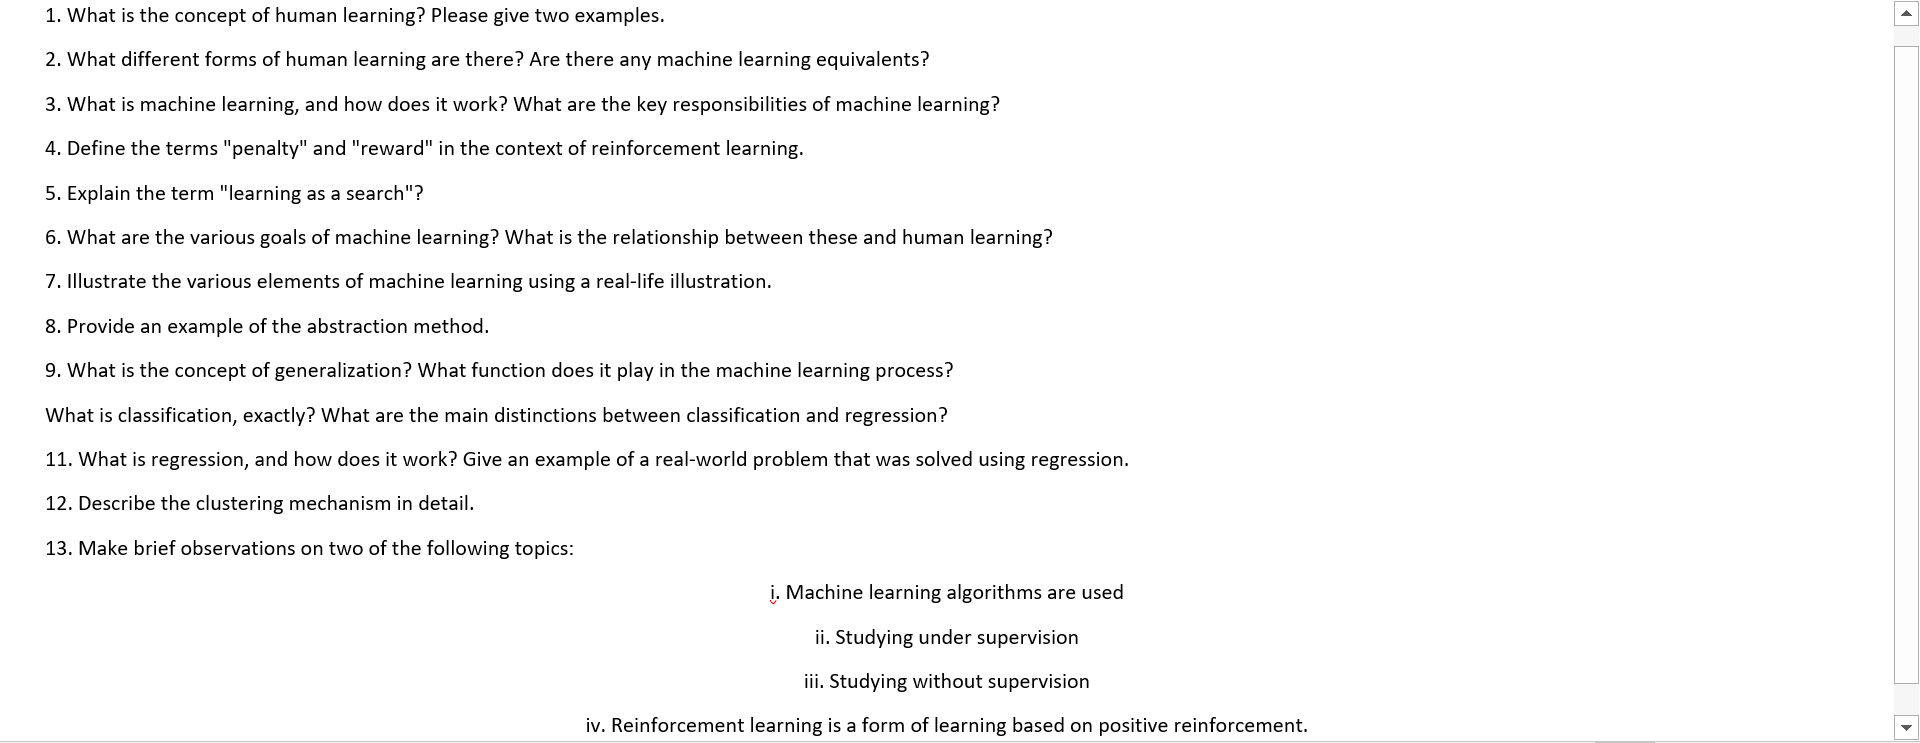 1. What is the concept of human learning? Please give two examples.
2. What different forms of human learning are there? Are there any machine learning equivalents?
3. What is machine learning, and how does it work? What are the key responsibilities of machine learning?
4. Define the terms "penalty" and "reward" in the context of reinforcement learning.
5. Explain the term "learning as a search"?
6. What are the various goals of machine learning? What is the relationship between these and human learning?
7. Illustrate the various elements of machine learning using a real-life illustration.
8. Provide an example of the abstraction method.
9. What is the concept of generalization? What function does it play in the machine learning process?
What is classification, exactly? What are the main distinctions between classification and regression?
11. What is regression, and how does it work? Give an example of a real-world problem that was solved using regression.
12. Describe the clustering mechanism in detail.
13. Make brief observations on two of the following topics:
i. Machine learning algorithms are used
ii. Studying under supervision
iii. Studying without supervision
iv. Reinforcement learning is a form of learning based on positive reinforcement.